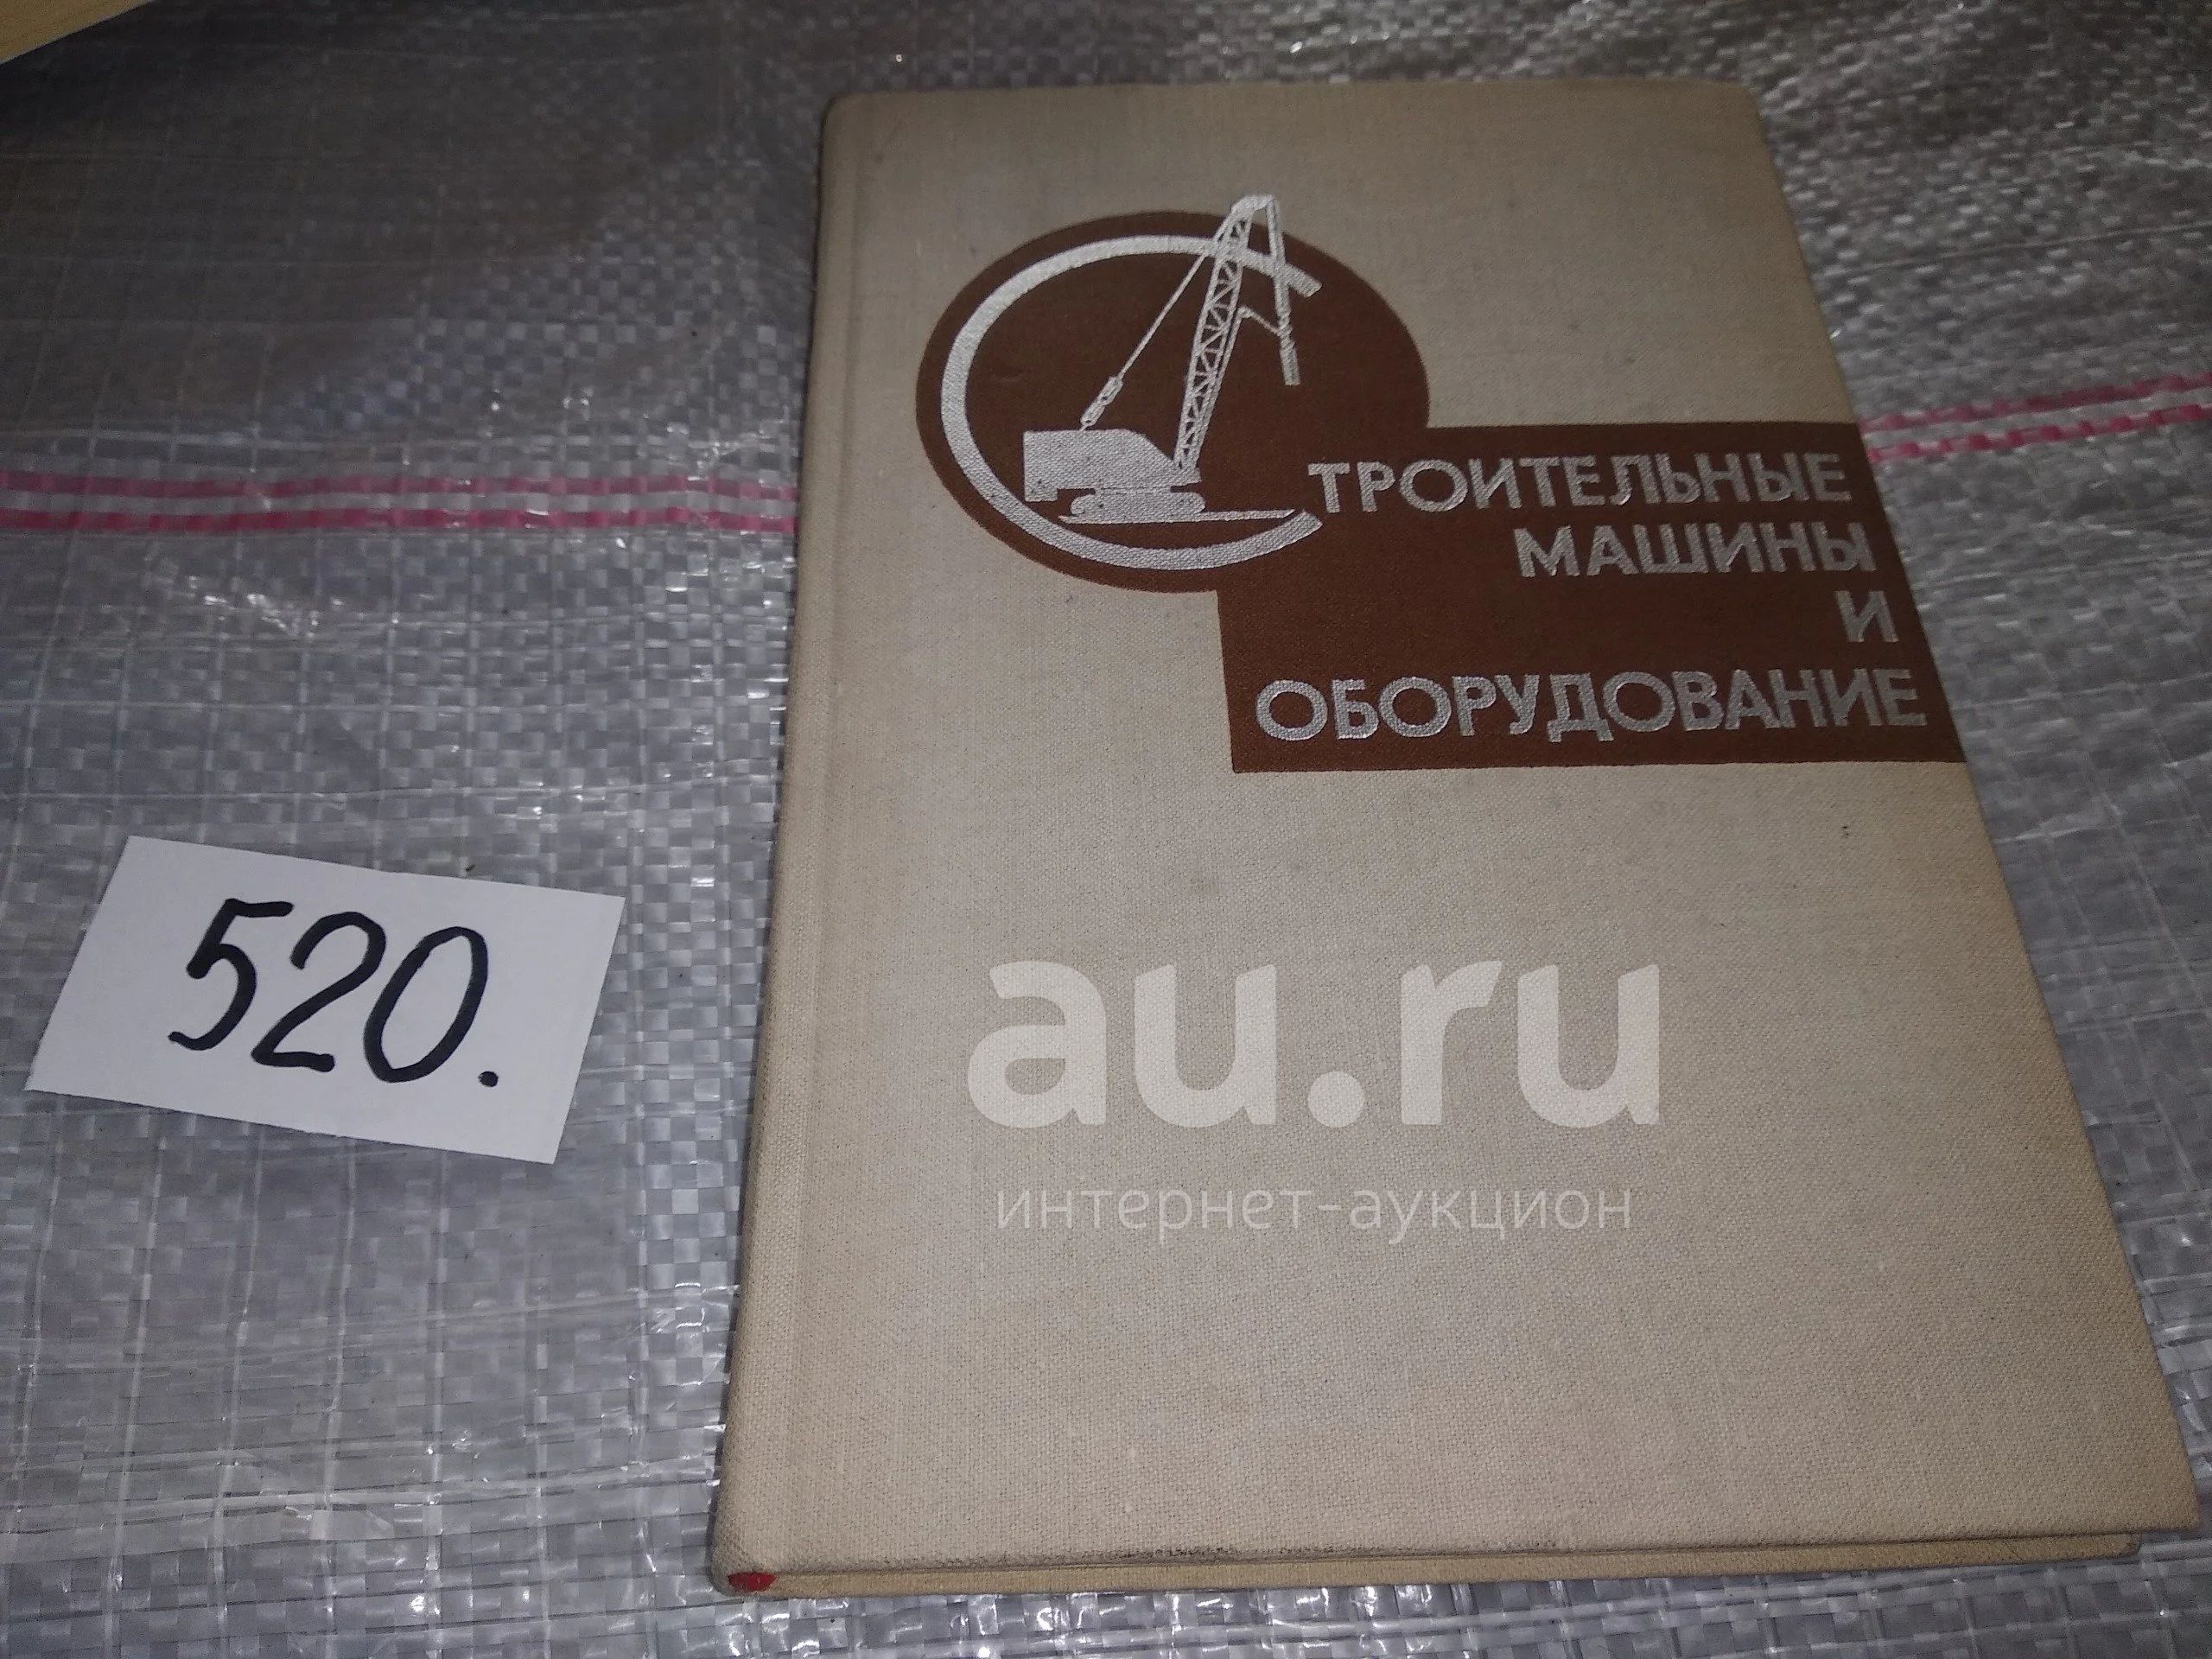 СТРОИТЕЛЬНЫЕ
МАШИНЫ
И
ОБОРУДОВАНИЕ
520.
au.ru
интернет-аукцион